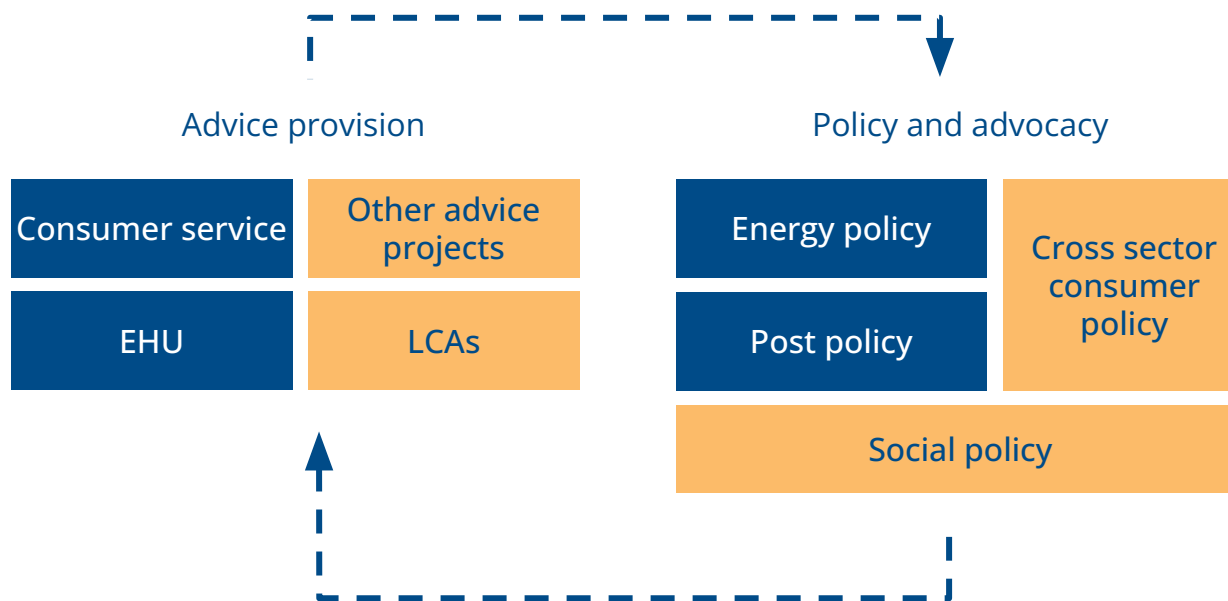 Advice provision
Policy and advocacy
Consumer service
Other advice
projects
EHU
LCAs
Energy policy
Cross sector
consumer
policy
Post policy
Social policy